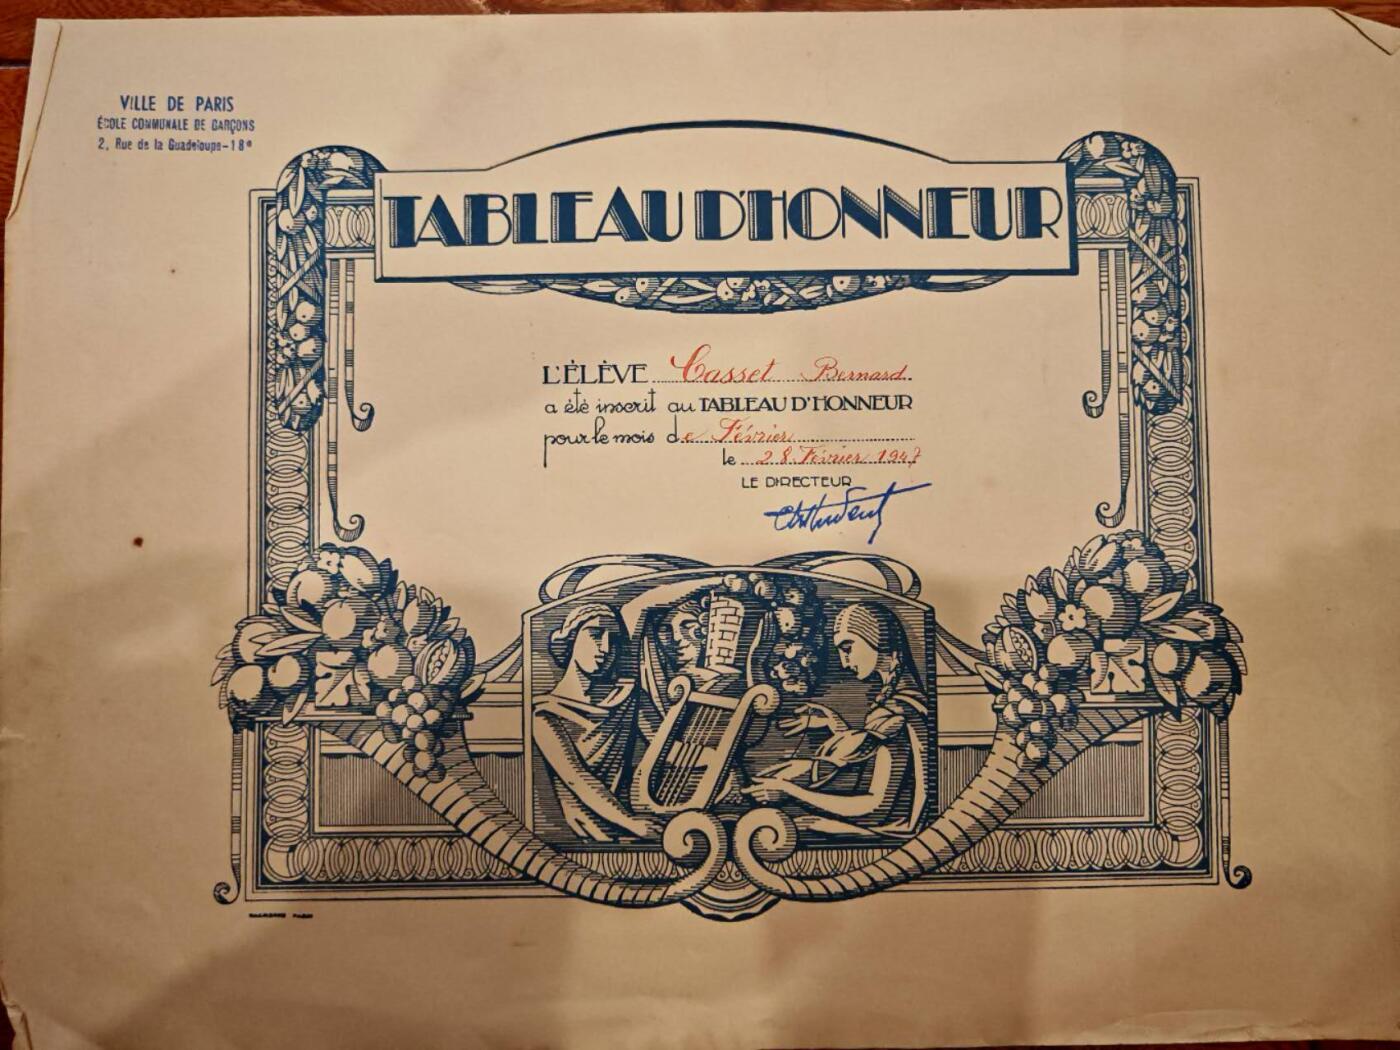 VILLE DE PARIS
ÉCOLE COMMUNALE DE GARÇONS
2, Rue de la Guadeloupe-18e
TABLEAU D'HONNEUR
L'ÉLÈVE Casset Bernard
a été inscrit au TABLEAU D'HONNEUR
pour le mois de Février
le 28 Février 1947
LE DIRECTEUR
PARIS